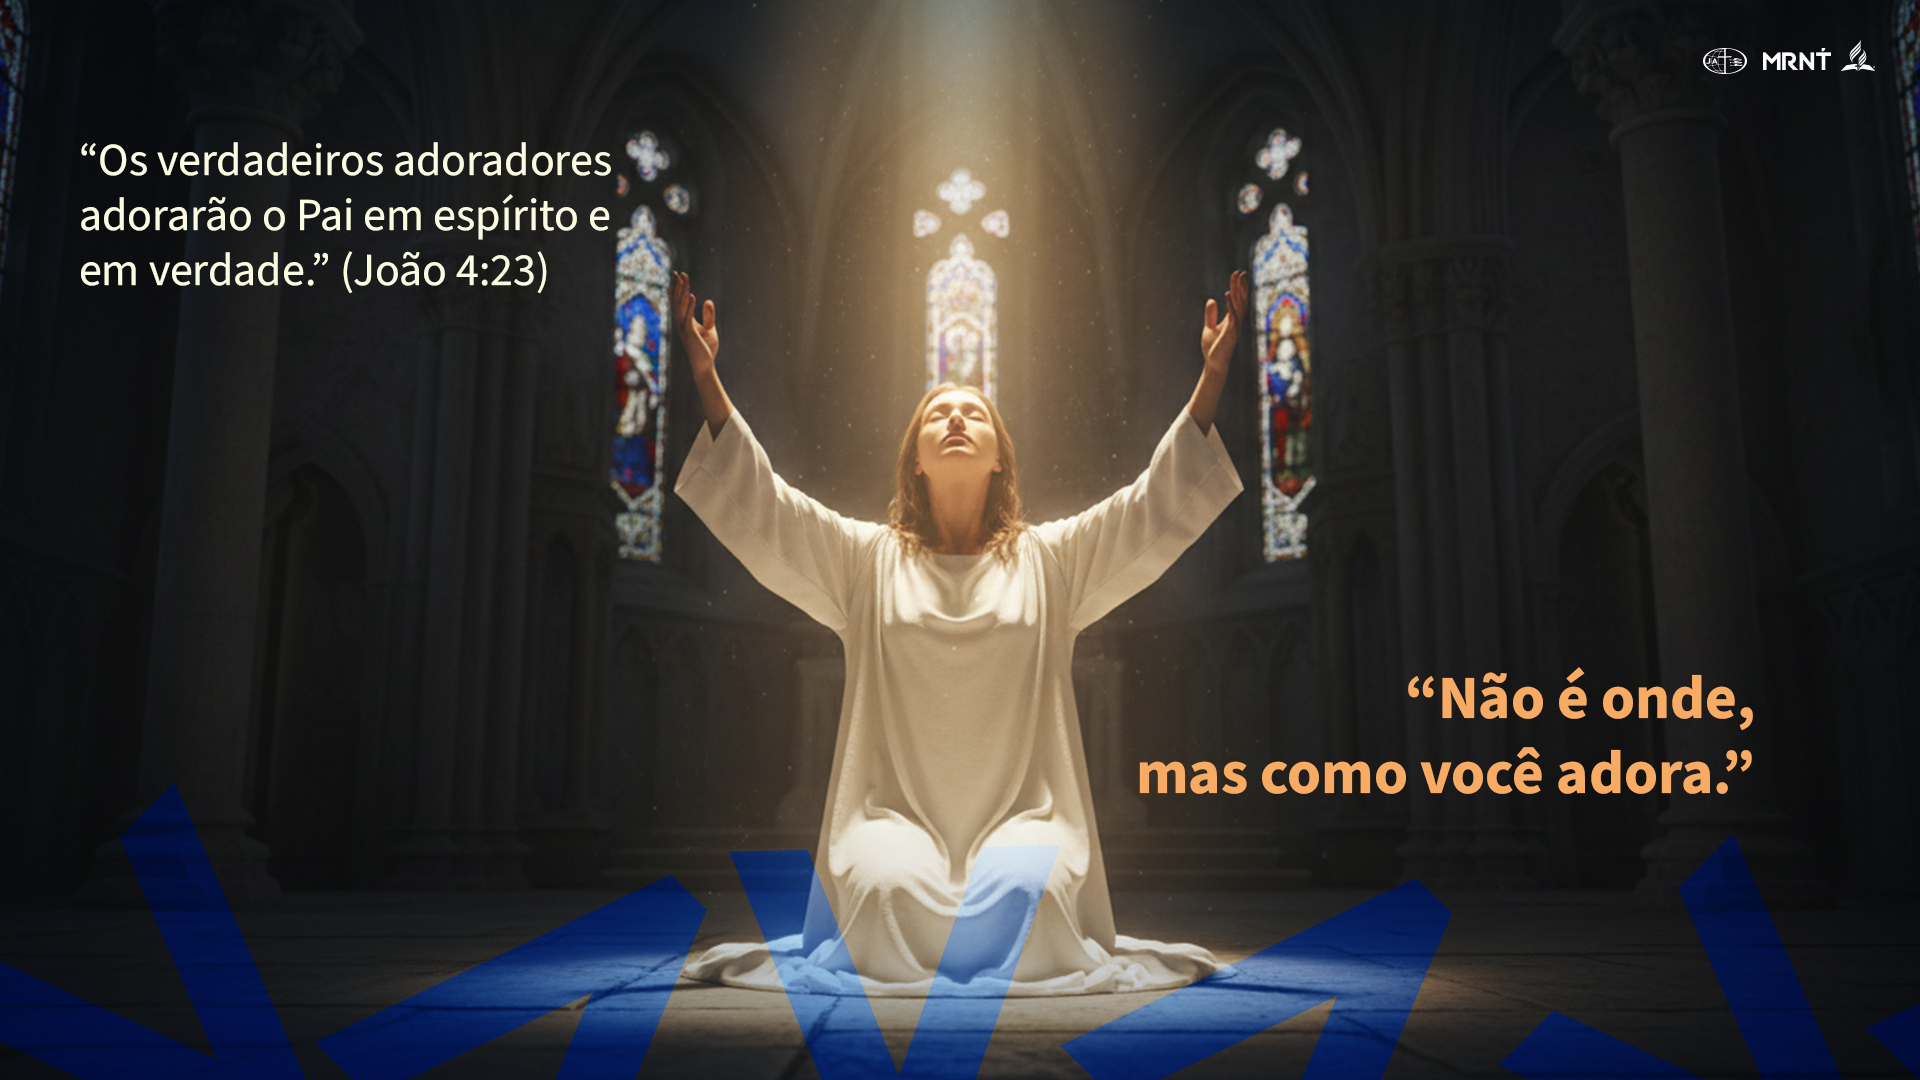 MRNT
“Os verdadeiros adoradores
adorarão o Pai em espírito e
em verdade.” (João 4:23)
“Não é onde,
mas como você adora.”